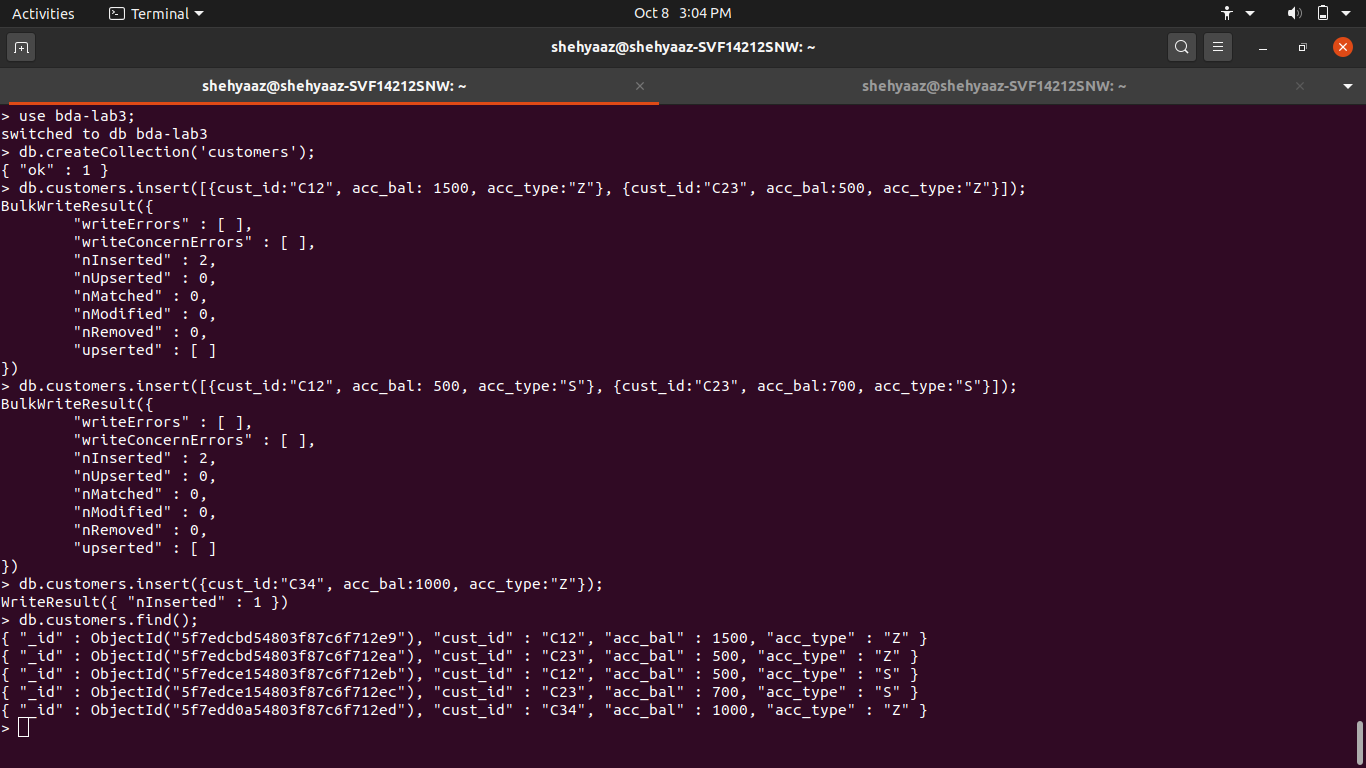 Activities Terminal Oct 8 3:04 PM
shehyaaz@shehyaaz-SVF14212SNW: ~
shehyaaz@shehyaaz-SVF14212SNW: ~ shehyaaz@shehyaaz-SVF14212SNW: ~
> use bda-lab3;
switched to db bda-lab3
> db.createCollection('customers');
{ "ok" : 1 }
> db.customers.insert([{cust_id:"C12", acc_bal: 1500, acc_type:"Z"}, {cust_id:"C23", acc_bal:500, acc_type:"Z"}]);
BulkWriteResult({
        "writeErrors" : [ ],
        "writeConcernErrors" : [ ],
        "nInserted" : 2,
        "nUpserted" : 0,
        "nMatched" : 0,
        "nModified" : 0,
        "nRemoved" : 0,
        "upserted" : [ ]
})
> db.customers.insert([{cust_id:"C12", acc_bal: 500, acc_type:"S"}, {cust_id:"C23", acc_bal:700, acc_type:"S"}]);
BulkWriteResult({
        "writeErrors" : [ ],
        "writeConcernErrors" : [ ],
        "nInserted" : 2,
        "nUpserted" : 0,
        "nMatched" : 0,
        "nModified" : 0,
        "nRemoved" : 0,
        "upserted" : [ ]
})
> db.customers.insert({cust_id:"C34", acc_bal:1000, acc_type:"Z"});
WriteResult({ "nInserted" : 1 })
> db.customers.find();
{ "_id" : ObjectId("5f7edcbd54803f87c6f712e9"), "cust_id" : "C12", "acc_bal" : 1500, "acc_type" : "Z" }
{ "_id" : ObjectId("5f7edcbd54803f87c6f712ea"), "cust_id" : "C23", "acc_bal" : 500, "acc_type" : "Z" }
{ "_id" : ObjectId("5f7edce154803f87c6f712eb"), "cust_id" : "C12", "acc_bal" : 500, "acc_type" : "S" }
{ "_id" : ObjectId("5f7edce154803f87c6f712ec"), "cust_id" : "C23", "acc_bal" : 700, "acc_type" : "S" }
{ "_id" : ObjectId("5f7edd0a54803f87c6f712ed"), "cust_id" : "C34", "acc_bal" : 1000, "acc_type" : "Z" }
>